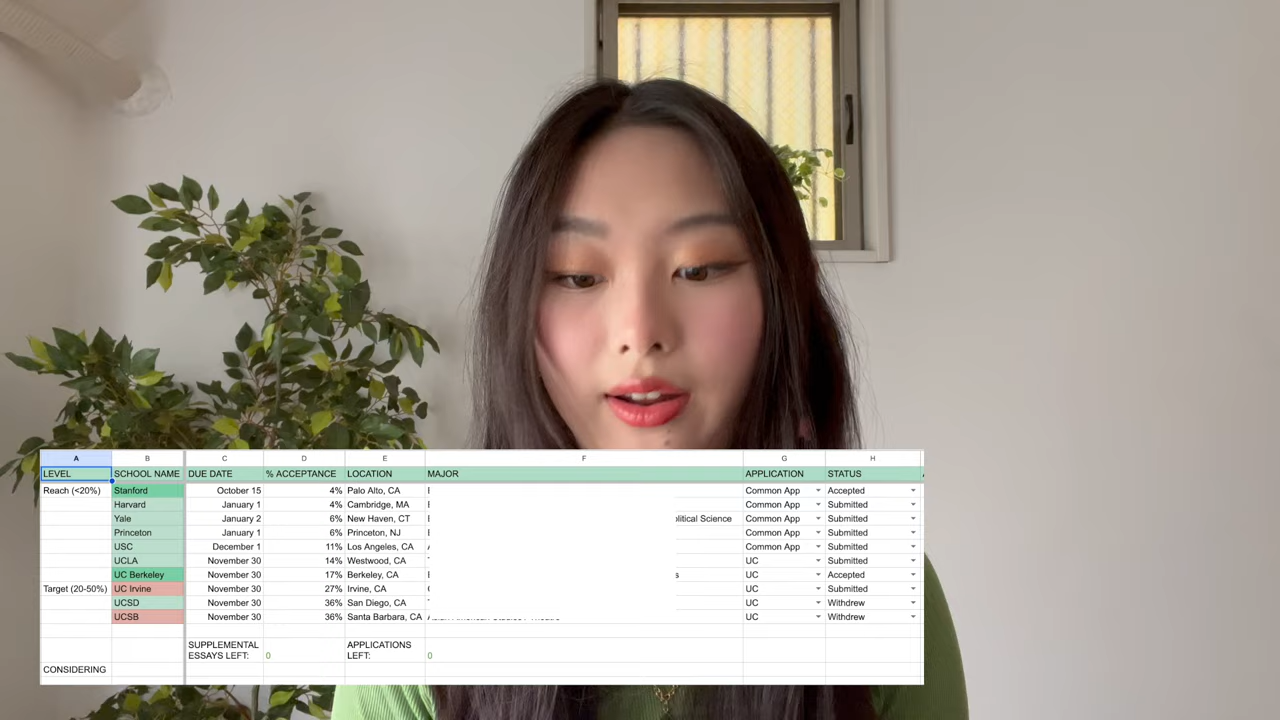 A B C D E F G H
LEVEL SCHOOL NAME DUE DATE % ACCEPTANCE LOCATION MAJOR APPLICATION STATUS
Reach (<20%) Stanford October 15 4% Palo Alto, CA Common App Accepted
Harvard January 1 4% Cambridge, MA Common App Submitted
Yale January 2 6% New Haven, CT olitical Science Common App Submitted
Princeton January 1 6% Princeton, NJ Common App Submitted
USC December 1 11% Los Angeles, CA Common App Submitted
UCLA November 30 14% Westwood, CA UC Submitted
UC Berkeley November 30 17% Berkeley, CA s UC Accepted
Target (20-50%) UC Irvine November 30 27% Irvine, CA UC Submitted
UCSD November 30 36% San Diego, CA UC Withdrew
UCSB November 30 36% Santa Barbara, CA UC Withdrew
SUPPLEMENTAL APPLICATIONS
ESSAYS LEFT: 0 LEFT: 0
CONSIDERING